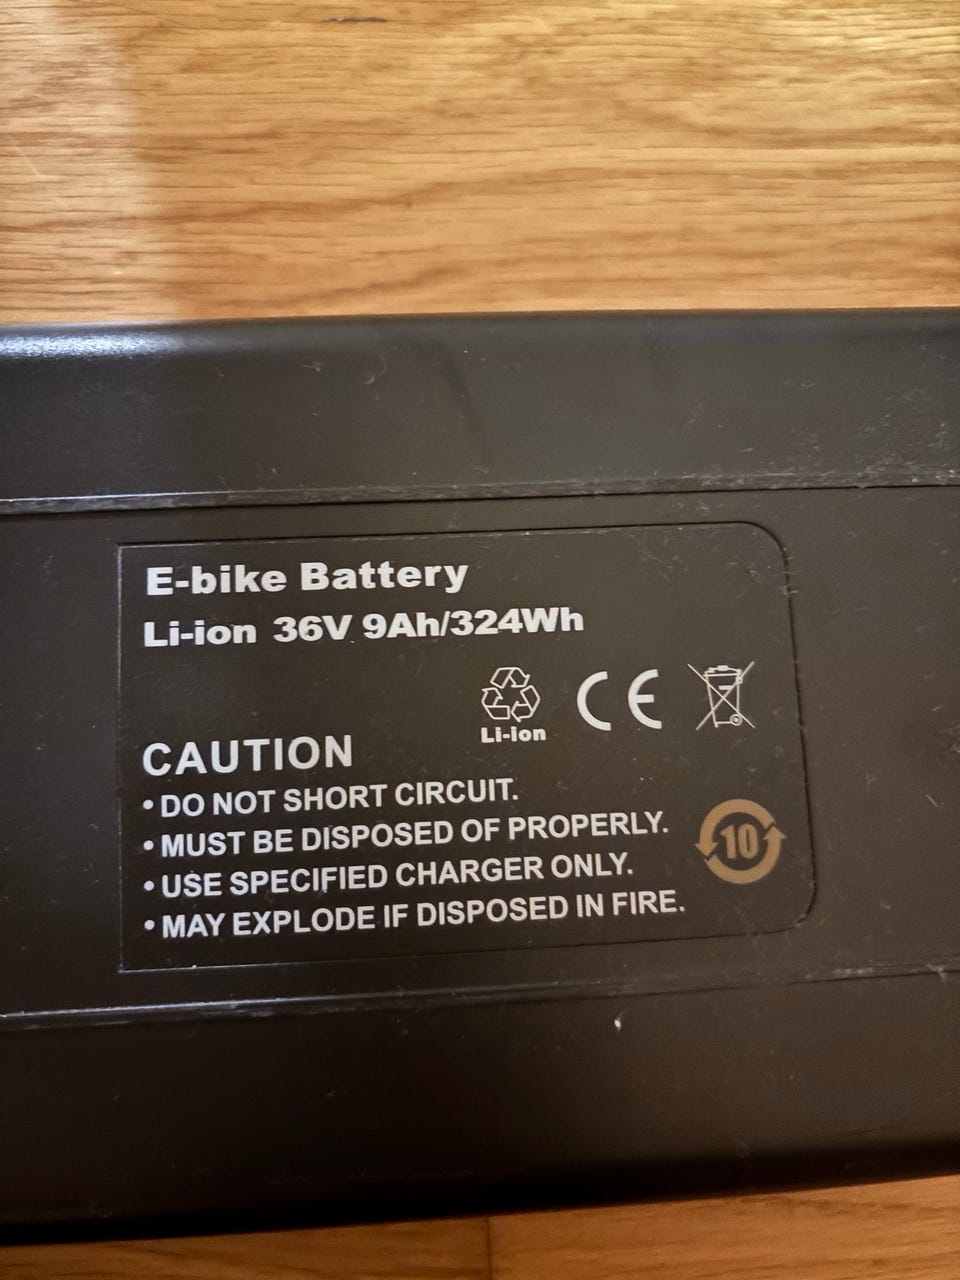 E-bike Battery
Li-ion 36V 9Ah/324Wh
CE
Li-ion
CAUTION
• DO NOT SHORT CIRCUIT.
• MUST BE DISPOSED OF PROPERLY.
• USE SPECIFIED CHARGER ONLY.
• MAY EXPLODE IF DISPOSED IN FIRE.
10